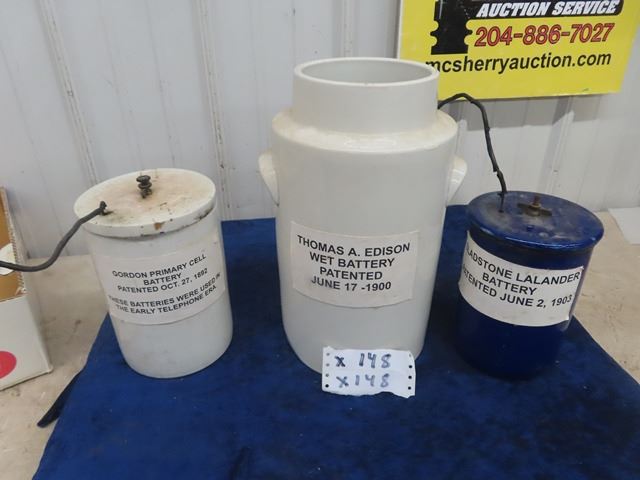 AUCTION SERVICE
204-886-7027
mcsherryauction.com
GORDON PRIMARY CELL
BATTERY
PATENTED OCT. 27, 1892
THESE BATTERIES WERE USED IN
THE EARLY TELEPHONE ERA
THOMAS A. EDISON
WET BATTERY
PATENTED
JUNE 17 -1900
GLADSTONE LALANDER
BATTERY
PATENTED JUNE 2, 1903
X 148
X 148